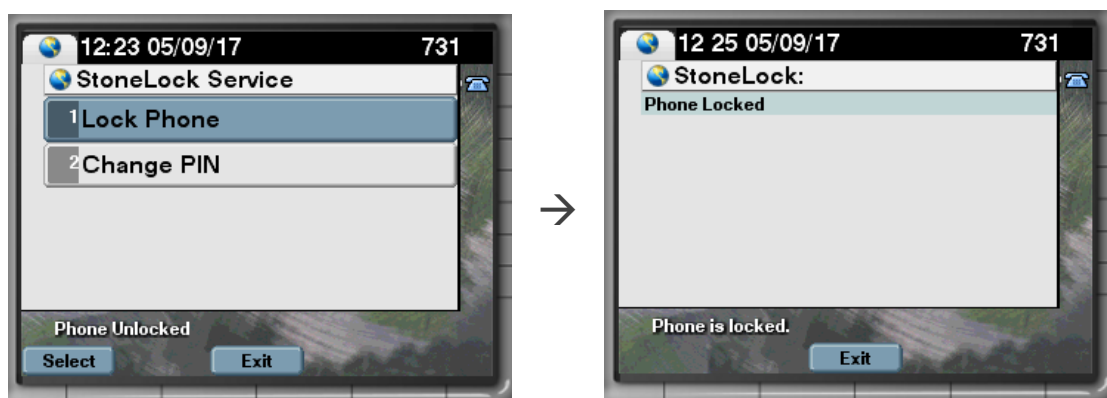 12:23 05/09/17 731
StoneLock Service
1 Lock Phone
2 Change PIN
Phone Unlocked
Select Exit
→
12 25 05/09/17 731
StoneLock:
Phone Locked
Phone is locked.
Exit